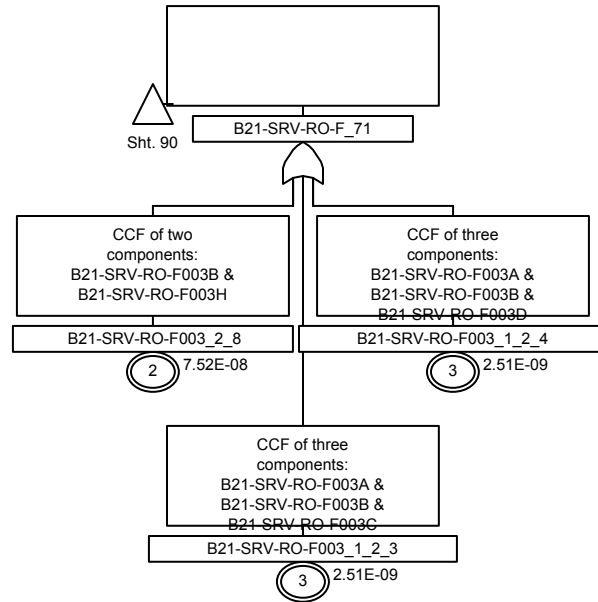 Sht. 90
B21-SRV-RO-F_71
CCF of two
components:
B21-SRV-RO-F003B &
B21-SRV-RO-F003H
B21-SRV-RO-F003_2_8
2
7.52E-08
CCF of three
components:
B21-SRV-RO-F003A &
B21-SRV-RO-F003B &
B21-SRV-RO-F003D
B21-SRV-RO-F003_1_2_4
3
2.51E-09
CCF of three
components:
B21-SRV-RO-F003A &
B21-SRV-RO-F003B &
B21-SRV-RO-F003C
B21-SRV-RO-F003_1_2_3
3
2.51E-09